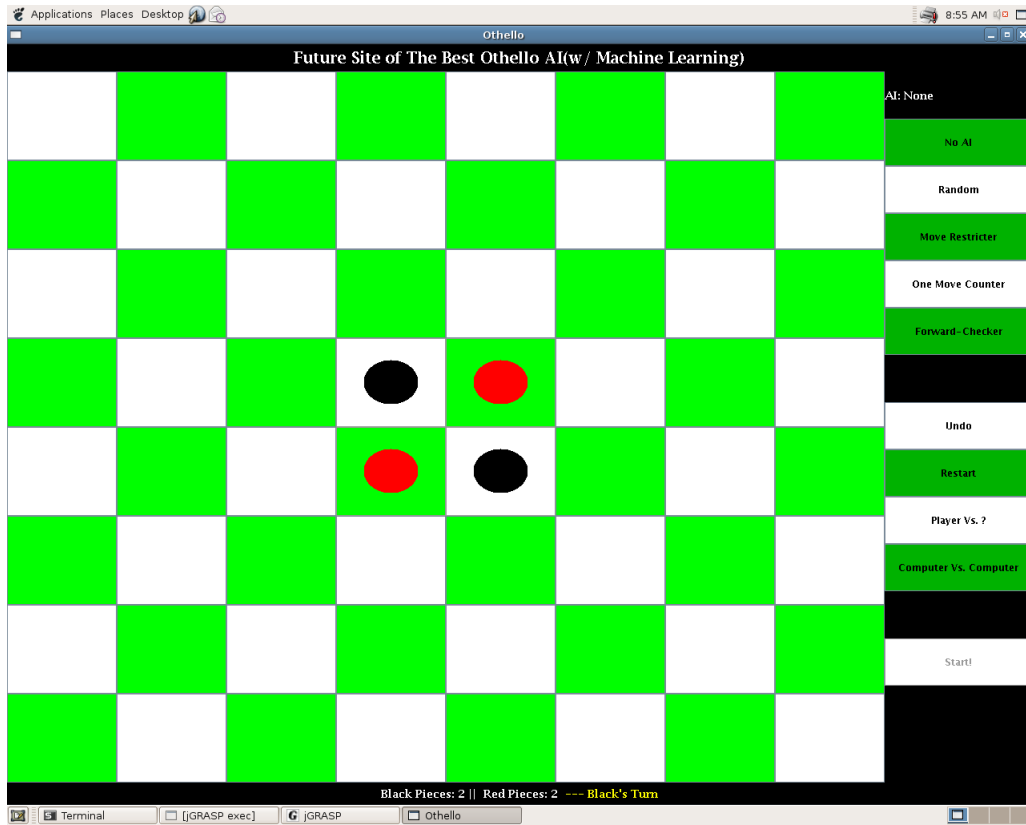 Applications Places Desktop 8:55 AM
Othello
Future Site of The Best Othello AI(w/ Machine Learning)
AI: None
No AI
Random
Move Restricter
One Move Counter
Forward-Checker
Undo
Restart
Player Vs. ?
Computer Vs. Computer
Start!
Black Pieces: 2 || Red Pieces: 2 --- Black's Turn
Terminal [jGRASP exec] jGRASP Othello